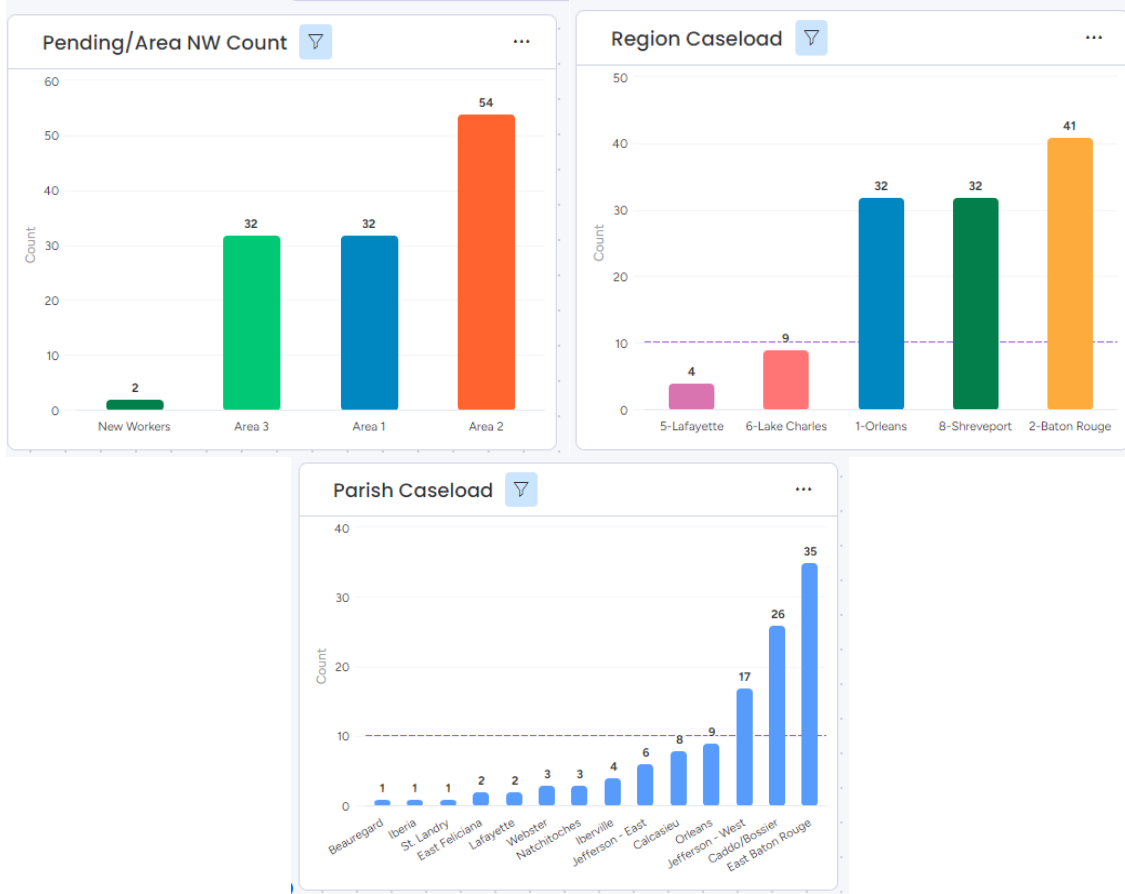 Pending/Area NW Count
...
60
50
40
30
20
10
0
Count
2
32
32
54
New Workers
Area 3
Area 1
Area 2
Region Caseload
...
50
40
30
20
10
0
Count
4
9
32
32
41
5-Lafayette
6-Lake Charles
1-Orleans
8-Shreveport
2-Baton Rouge
Parish Caseload
...
40
30
20
10
0
Count
1
1
1
2
2
3
3
4
6
8
9
17
26
35
Beauregard
Iberia
St. Landry
East Feliciana
Lafayette
Webster
Natchitoches
Iberville
Jefferson - East
Calcasieu
Orleans
Jefferson - West
Caddo/Bossier
East Baton Rouge